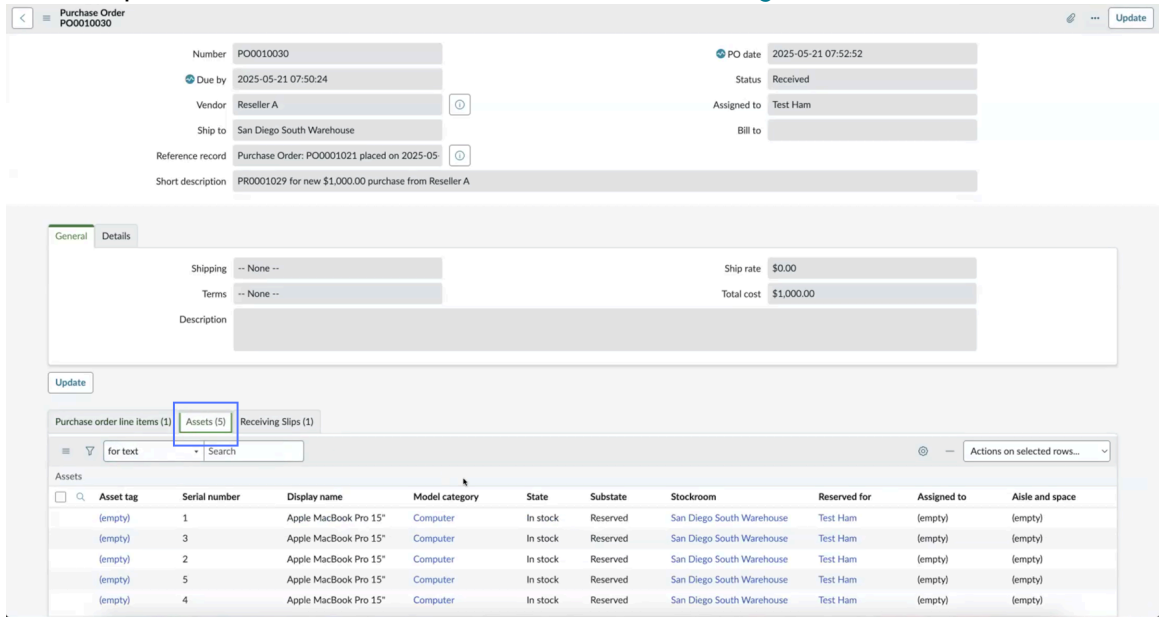 Purchase Order
PO0010030
Update
Number PO0010030
PO date 2025-05-21 07:52:52
Due by 2025-05-21 07:50:24
Status Received
Vendor Reseller A
Assigned to Test Ham
Ship to San Diego South Warehouse
Bill to
Reference record Purchase Order: PO0001021 placed on 2025-05-
Short description PR0001029 for new $1,000.00 purchase from Reseller A
General Details
Shipping -- None --
Ship rate $0.00
Terms -- None --
Total cost $1,000.00
Description
Update
Purchase order line items (1) Assets (5) Receiving Slips (1)
for text Search Actions on selected rows...
Assets
Asset tag Serial number Display name Model category State Substate Stockroom Reserved for Assigned to Aisle and space
(empty) 1 Apple MacBook Pro 15" Computer In stock Reserved San Diego South Warehouse Test Ham (empty) (empty)
(empty) 3 Apple MacBook Pro 15" Computer In stock Reserved San Diego South Warehouse Test Ham (empty) (empty)
(empty) 2 Apple MacBook Pro 15" Computer In stock Reserved San Diego South Warehouse Test Ham (empty) (empty)
(empty) 5 Apple MacBook Pro 15" Computer In stock Reserved San Diego South Warehouse Test Ham (empty) (empty)
(empty) 4 Apple MacBook Pro 15" Computer In stock Reserved San Diego South Warehouse Test Ham (empty) (empty)